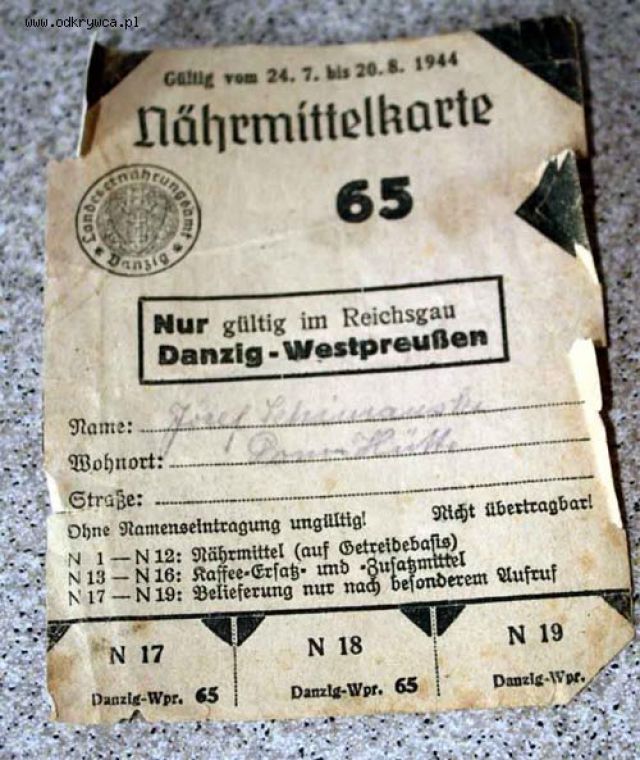 www.odkrywca.pl
Gültig vom 24. 7. bis 20. 8. 1944
Nährmittelkarte
65
Landesernährungsamt
* Danzig *
Nur gültig im Reichsgau
Danzig-Westpreußen
Name: Józef
Wohnort: Hütte
Straße:
Ohne Namenseintragung ungültig! Nicht übertragbar!
N 1 — N 12: Nährmittel (auf Getreidebasis)
N 13 — N 16: Kaffee-Ersatz- und -Zusatzmittel
N 17 — N 19: Belieferung nur nach besonderem Aufruf
N 17 N 18 N 19
Danzig-Wpr. 65 Danzig-Wpr. 65 Danzig-Wpr.